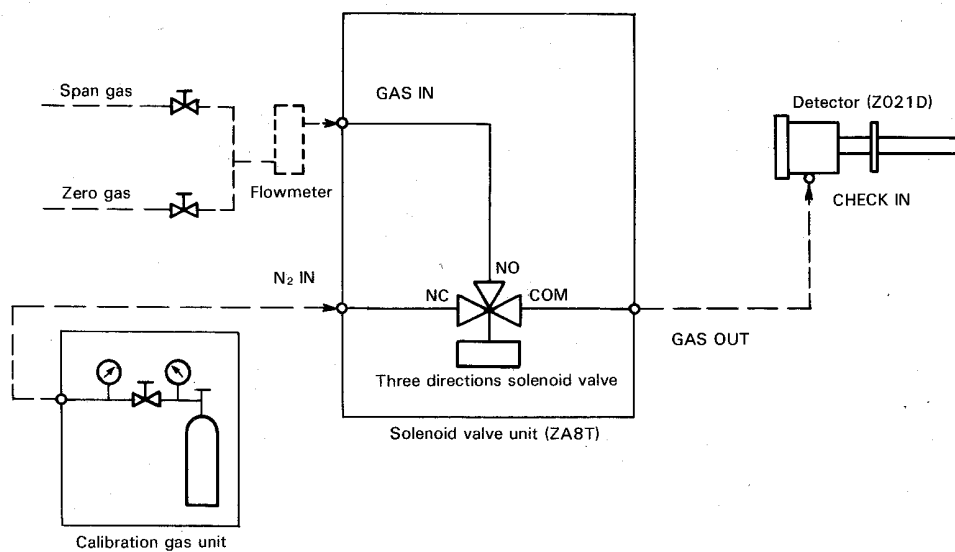 Span gas
GAS IN
Detector (Z021D)
Zero gas
Flowmeter
CHECK IN
N₂ IN
NO
NC
COM
GAS OUT
Three directions solenoid valve
Solenoid valve unit (ZA8T)
Calibration gas unit